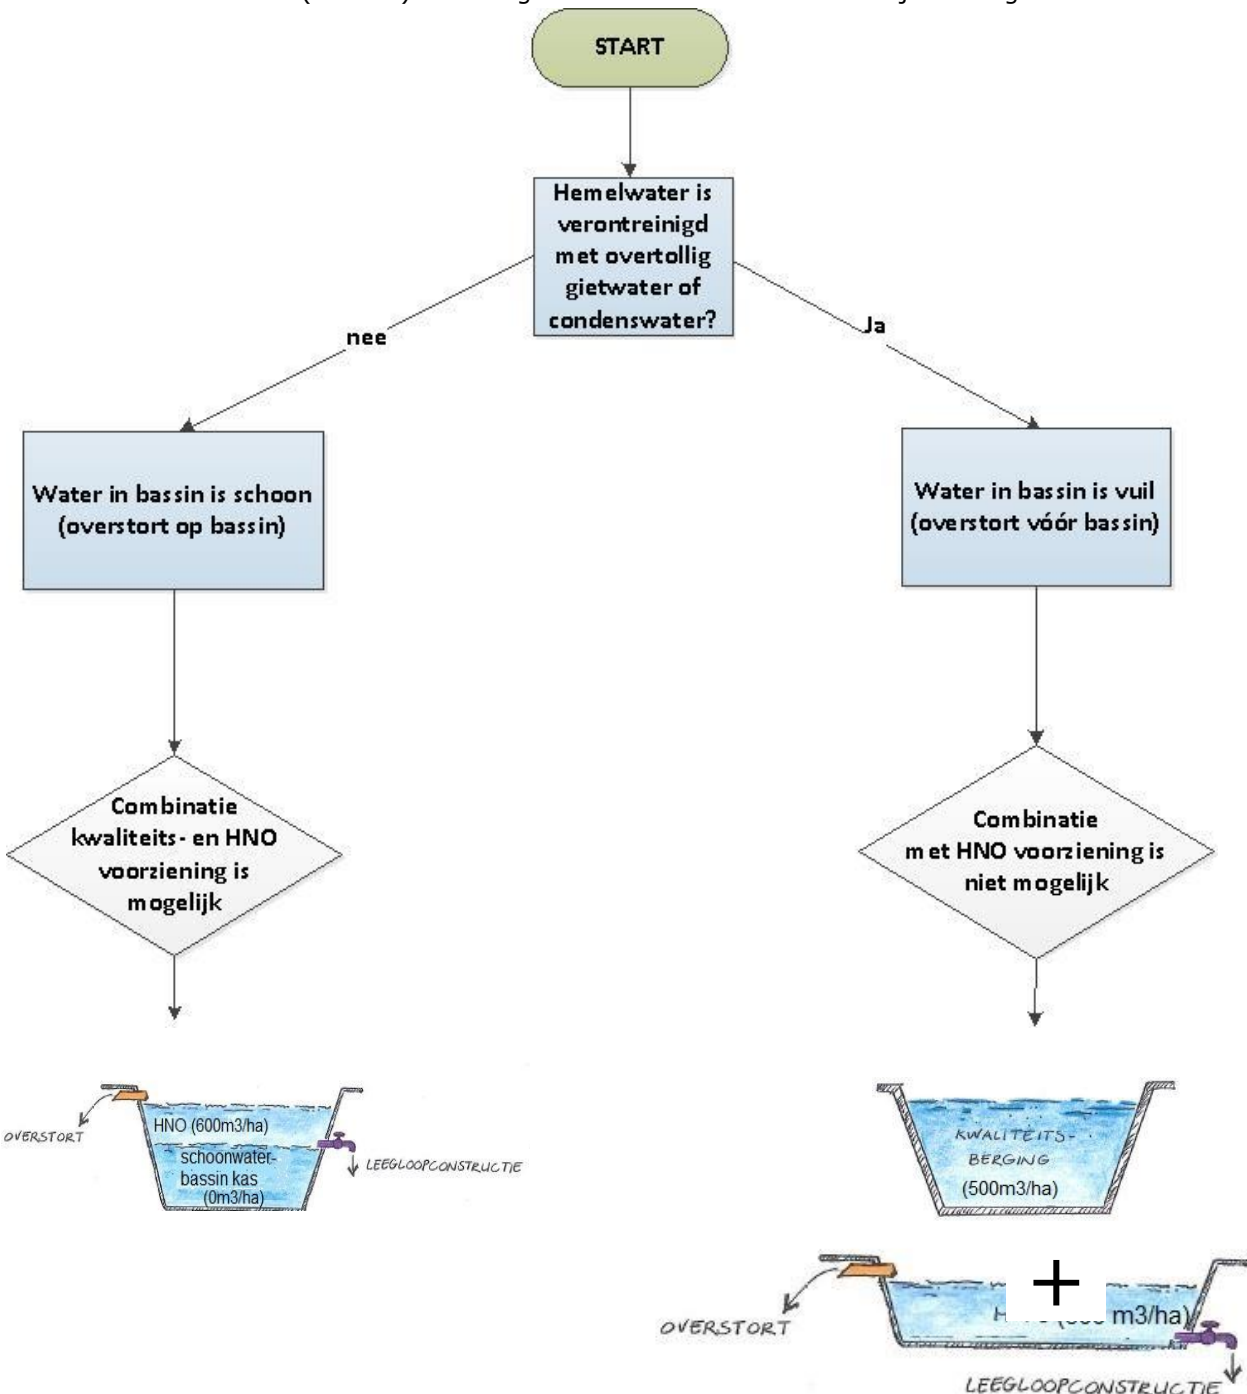 START
Hemelwater is
verontreinigd
met overtollig
gietwater of
condenswater?
nee
Ja
Water in bassin is schoon
(overstort op bassin)
Water in bassin is vuil
(overstort vóór bassin)
Combinatie
kwaliteits- en HNO
voorziening is
mogelijk
Combinatie
met HNO voorziening is
niet mogelijk
OVERSTORT
HNO (600m3/ha)
schoonwater-
bassin kas
(0m3/ha)
LEEGLOOPCONSTRUCTIE
KWALITEITS-
BERGING
(500m3/ha)
+
OVERSTORT
m3/ha)
LEEGLOOPCONSTRUCTIE